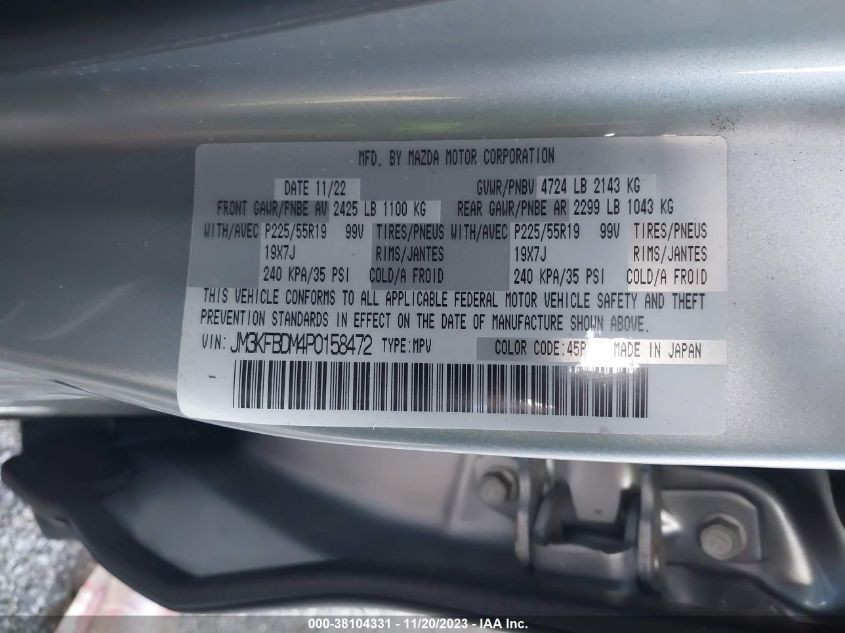 MFD. BY MAZDA MOTOR CORPORATION
DATE 11/22 GVWR/PNBV 4724 LB 2143 KG
FRONT GAWR/PNBE AV 2425 LB 1100 KG REAR GAWR/PNBE AR 2299 LB 1043 KG
WITH/AVEC P225/55R19 99V TIRES/PNEUS WITH/AVEC P225/55R19 99V TIRES/PNEUS
19X7J RIMS/JANTES 19X7J RIMS/JANTES
240 KPA/35 PSI COLD/A FROID 240 KPA/35 PSI COLD/A FROID
THIS VEHICLE CONFORMS TO ALL APPLICABLE FEDERAL MOTOR VEHICLE SAFETY AND THEFT
PREVENTION STANDARDS IN EFFECT ON THE DATE OF MANUFACTURE SHOWN ABOVE.
VIN: JM3KFBDM4P0158472 TYPE:MPV COLOR CODE:45P MADE IN JAPAN
000-38104331 - 11/20/2023 - IAA Inc.